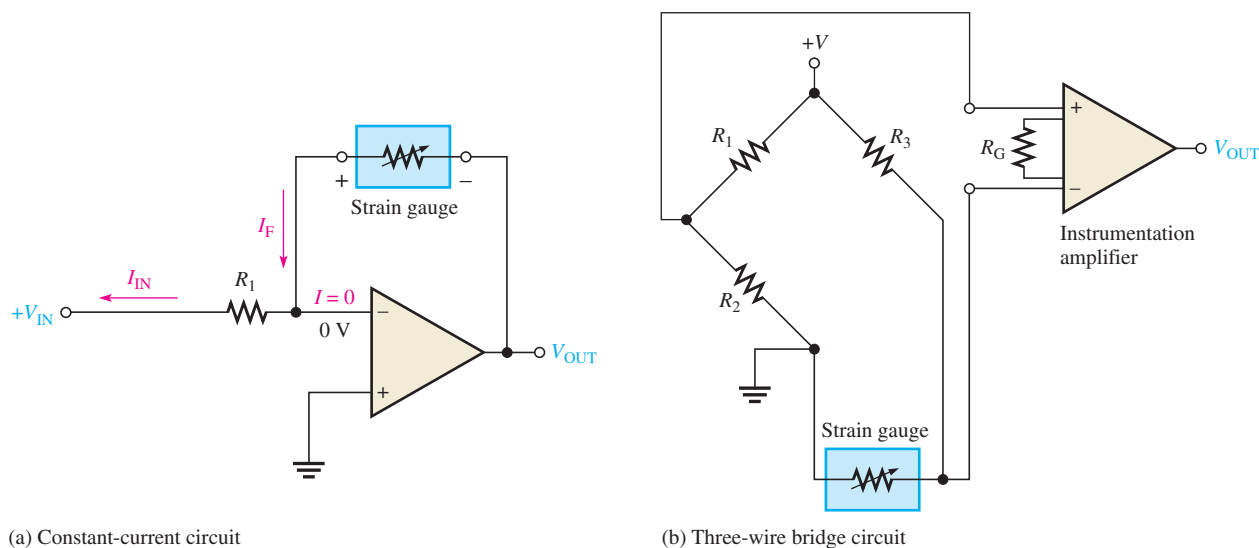 Strain gauge
+
−
I_F
I_IN
R_1
I = 0
+V_IN
0 V
−
+
V_OUT
(a) Constant-current circuit
+V
R_1
R_3
R_2
+
R_G
−
V_OUT
Instrumentation
amplifier
Strain gauge
(b) Three-wire bridge circuit